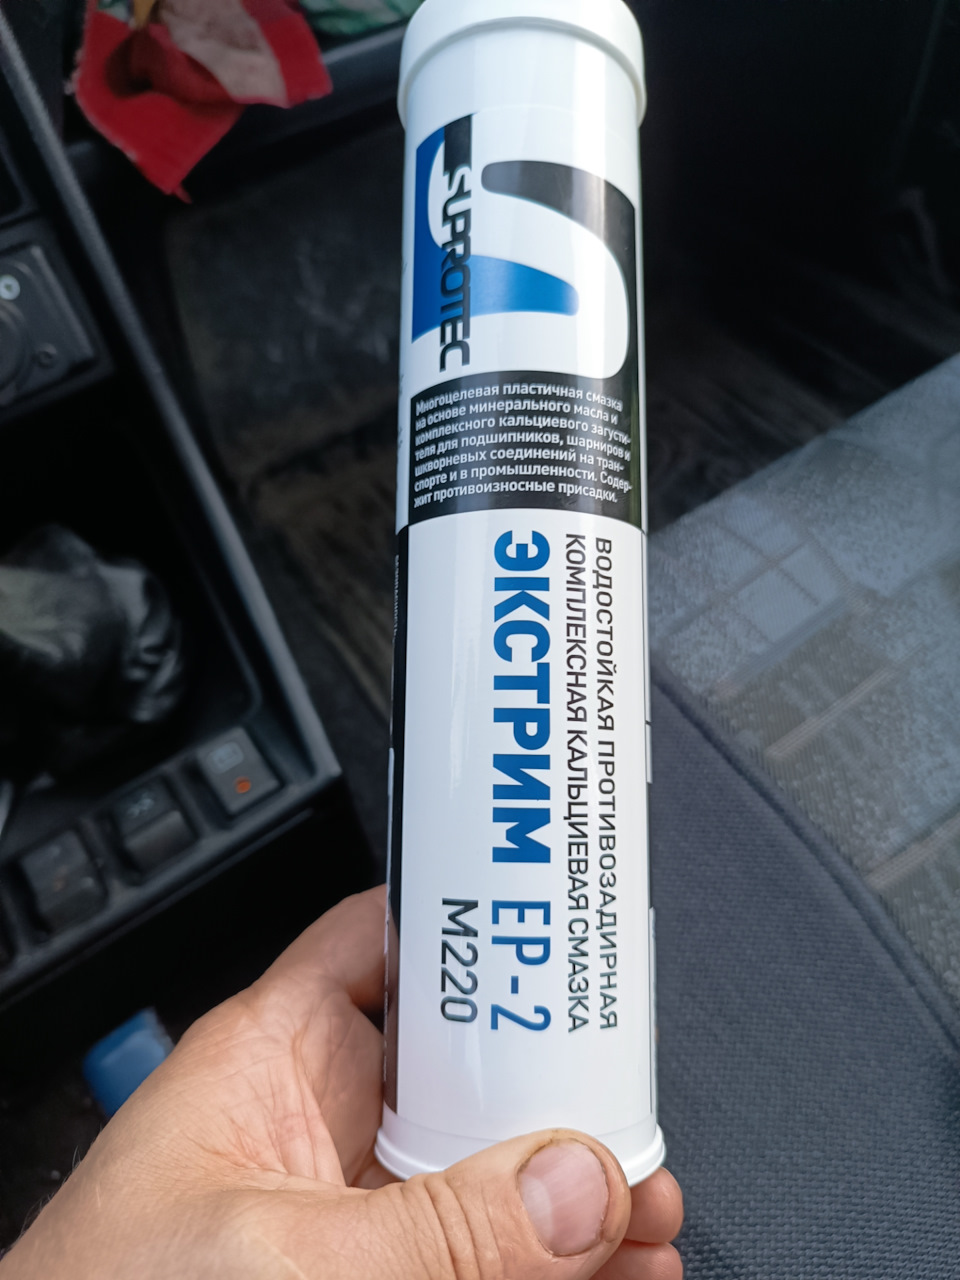 SUPROTEC
Многоцелевая пластичная смазка
на основе минерального масла и
комплексного кальциевого загусти-
теля для подшипников, шарниров и
шкворневых соединений на тран-
спорте и в промышленности. Содер-
жит противоизносные присадки.
ВОДОСТОЙКАЯ ПРОТИВОЗАДИРНАЯ
КОМПЛЕКСНАЯ КАЛЬЦИЕВАЯ СМАЗКА
ЭКСТРИМ EP-2
M220